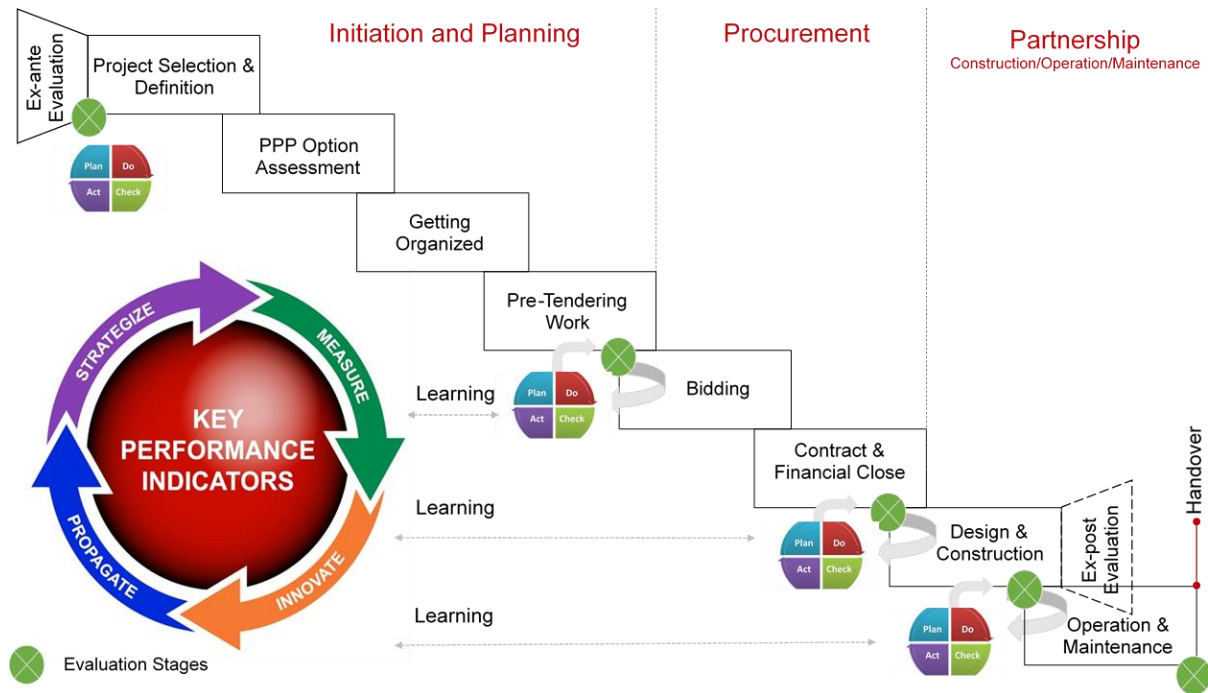 Initiation and Planning
Procurement
Partnership
Construction/Operation/Maintenance
Ex-ante
Evaluation
Project Selection &
Definition
Plan
Do
Act
Check
PPP Option
Assessment
Getting
Organized
Pre-Tendering
Work
STRATEGIZE
MEASURE
INNOVATE
PROPAGATE
KEY
PERFORMANCE
INDICATORS
Learning
Plan
Do
Act
Check
Bidding
Contract &
Financial Close
Learning
Plan
Do
Act
Check
Design &
Construction
Ex-post
Evaluation
Handover
Learning
Plan
Do
Act
Check
Operation &
Maintenance
Evaluation Stages